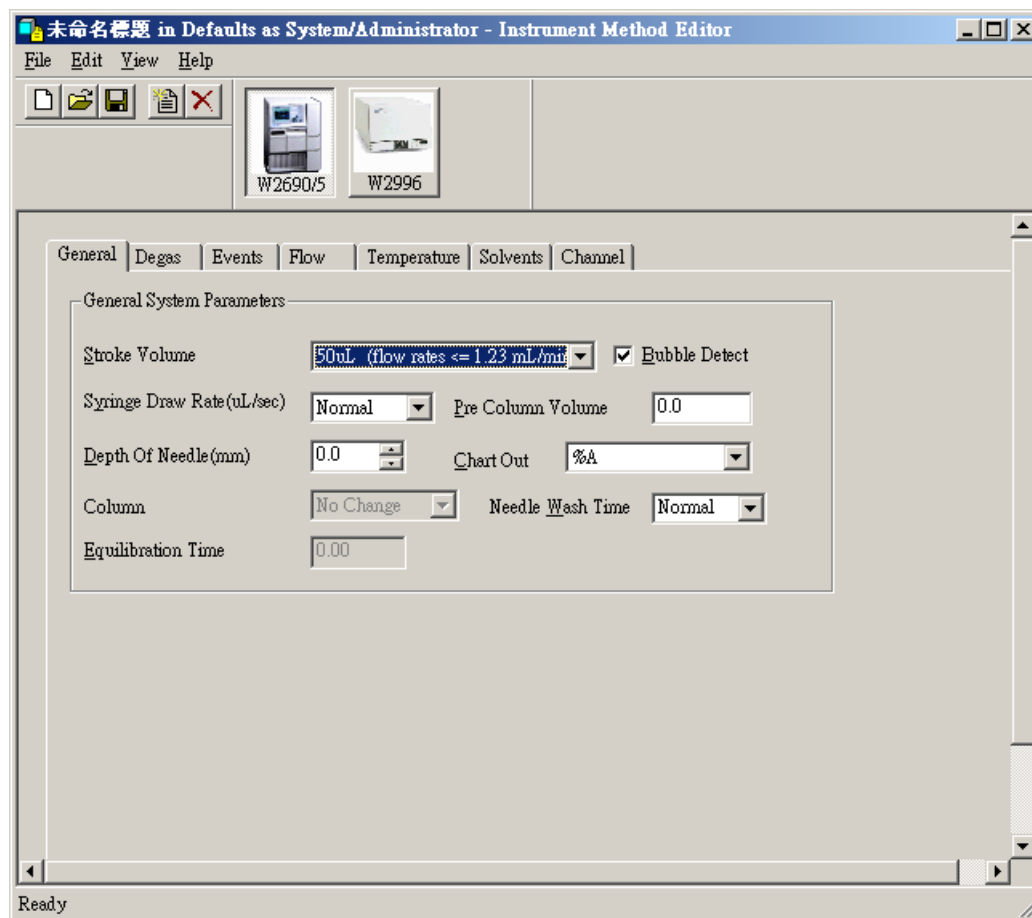 未命名標題 in Defaults as System/Administrator - Instrument Method Editor
File Edit View Help
W2690/5 W2996
General Degas Events Flow Temperature Solvents Channel
General System Parameters
Stroke Volume 50uL (flow rates <= 1.23 mL/min Bubble Detect
Syringe Draw Rate(uL/sec) Normal Pre Column Volume 0.0
Depth Of Needle(mm) 0.0 Chart Out %A
Column No Change Needle Wash Time Normal
Equilibration Time 0.00
Ready